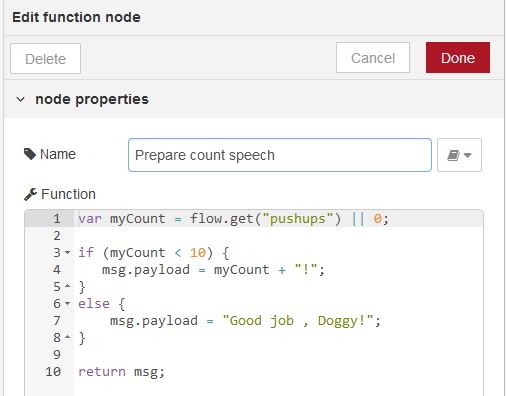 Edit function node
Delete Cancel Done
node properties
Name Prepare count speech
Function
1 var myCount = flow.get("pushups") || 0;
2
3 if (myCount < 10) {
4 msg.payload = myCount + "!";
5 }
6 else {
7 msg.payload = "Good job , Doggy!";
8 }
9
10 return msg;